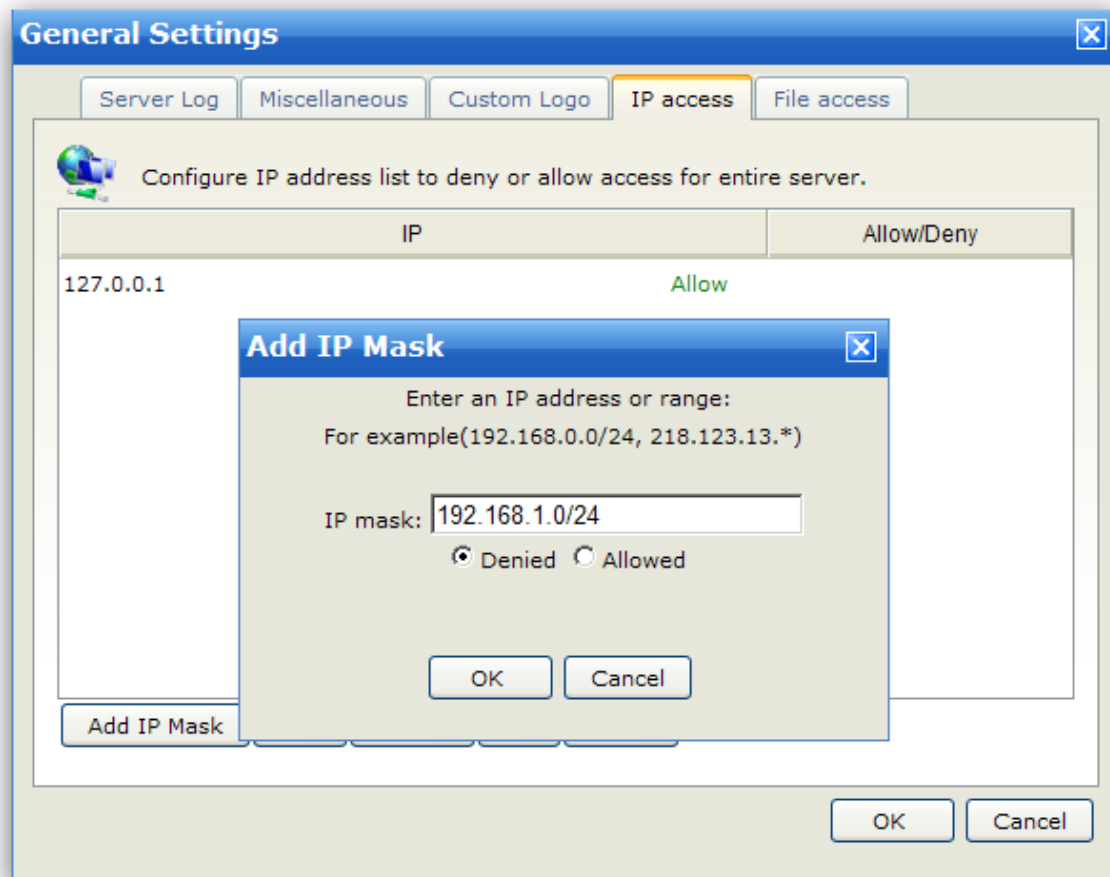 General Settings
Server Log Miscellaneous Custom Logo IP access File access
Configure IP address list to deny or allow access for entire server.
IP Allow/Deny
127.0.0.1 Allow
Add IP Mask
Enter an IP address or range:
For example(192.168.0.0/24, 218.123.13.*)
IP mask: 192.168.1.0/24
Denied Allowed
OK Cancel
Add IP Mask
OK Cancel